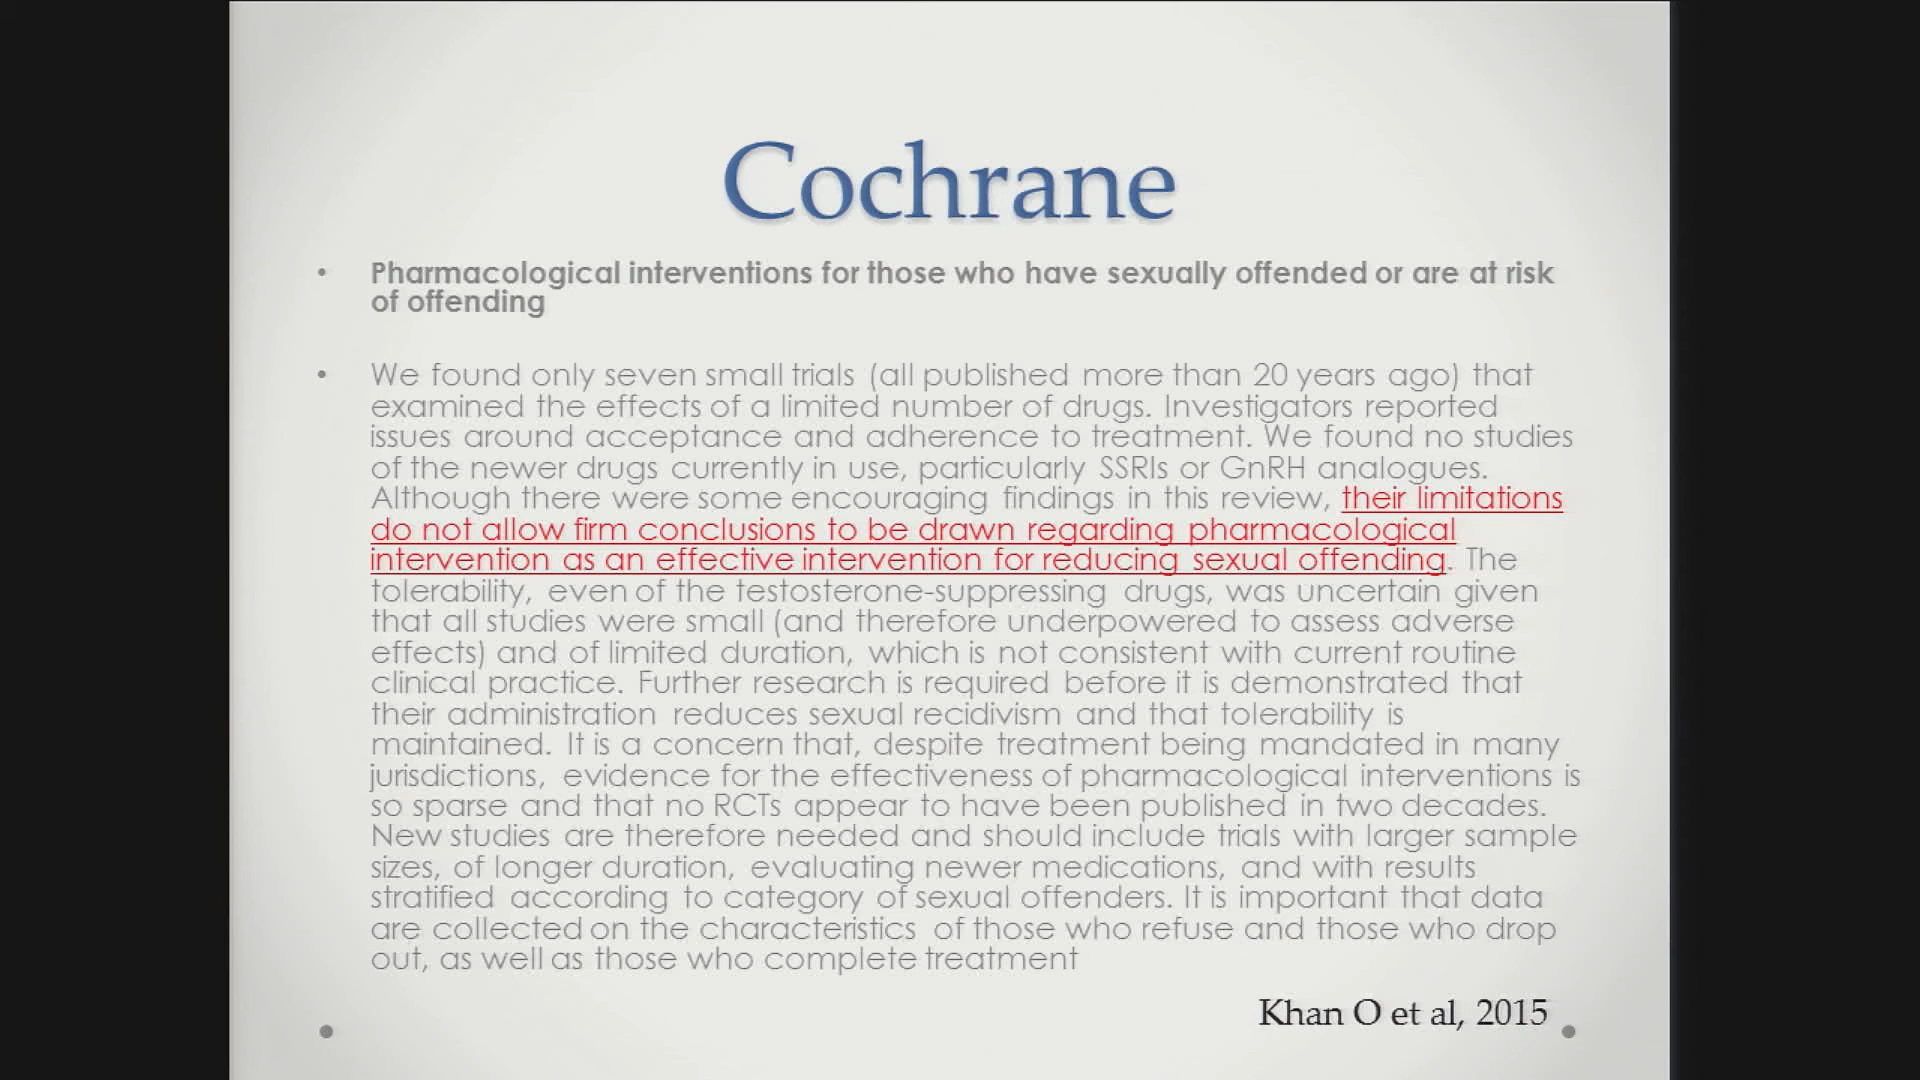 Cochrane
• Pharmacological interventions for those who have sexually offended or are at risk
of offending
• We found only seven small trials (all published more than 20 years ago) that
examined the effects of a limited number of drugs. Investigators reported
issues around acceptance and adherence to treatment. We found no studies
of the newer drugs currently in use, particularly SSRIs or GnRH analogues.
Although there were some encouraging findings in this review, their limitations
do not allow firm conclusions to be drawn regarding pharmacological
intervention as an effective intervention for reducing sexual offending. The
tolerability, even of the testosterone-suppressing drugs, was uncertain given
that all studies were small (and therefore underpowered to assess adverse
effects) and of limited duration, which is not consistent with current routine
clinical practice. Further research is required before it is demonstrated that
their administration reduces sexual recidivism and that tolerability is
maintained. It is a concern that, despite treatment being mandated in many
jurisdictions, evidence for the effectiveness of pharmacological interventions is
so sparse and that no RCTs appear to have been published in two decades.
New studies are therefore needed and should include trials with larger sample
sizes, of longer duration, evaluating newer medications, and with results
stratified according to category of sexual offenders. It is important that data
are collected on the characteristics of those who refuse and those who drop
out, as well as those who complete treatment
Khan O et al, 2015